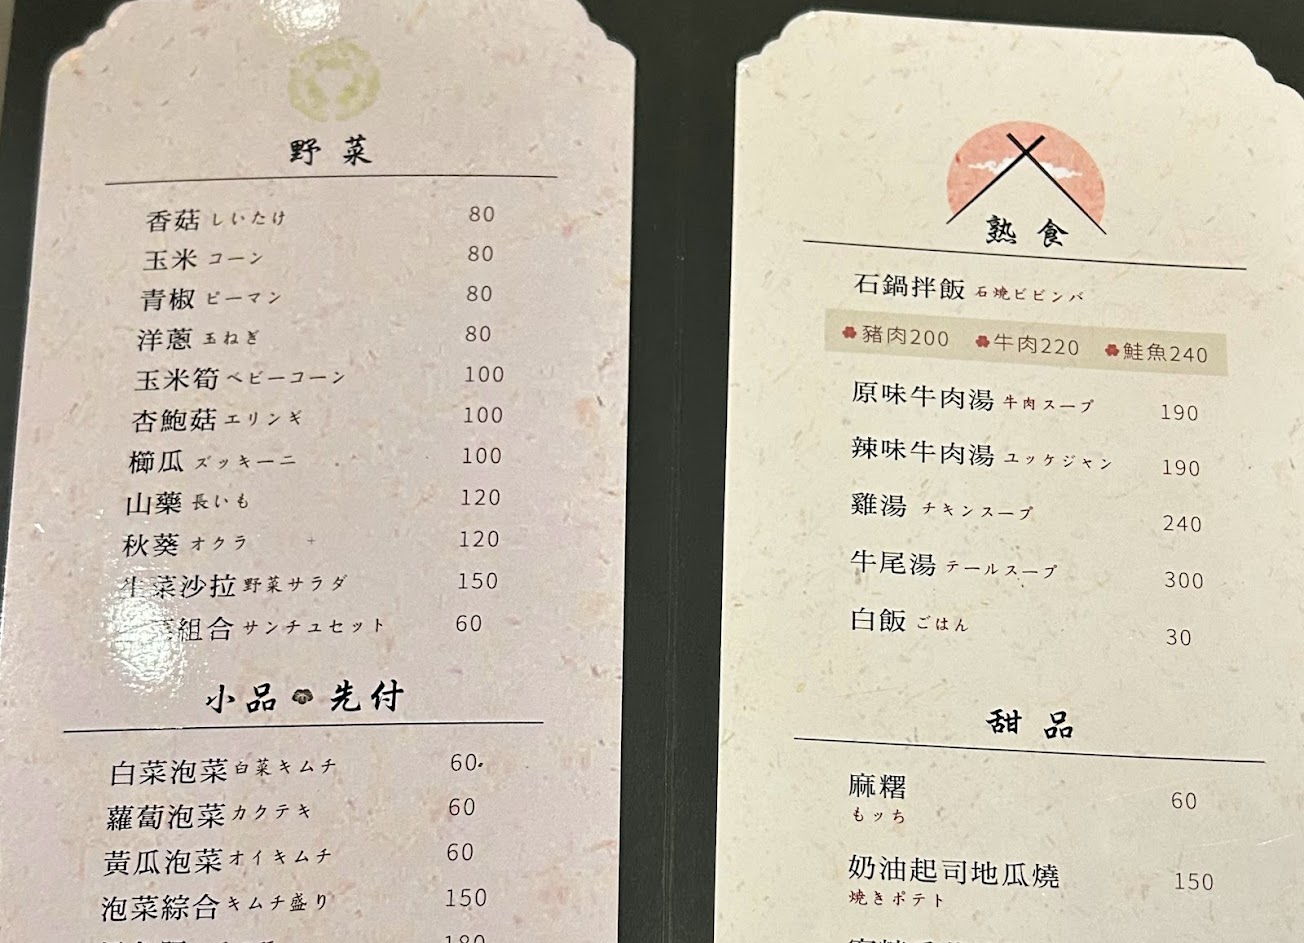 野菜
香菇 しいたけ 80
玉米 コーン 80
青椒 ピーマン 80
洋蔥 玉ねぎ 80
玉米筍 ベビーコーン 100
杏鮑菇 エリンギ 100
櫛瓜 ズッキーニ 100
山藥 長いも 120
秋葵 オクラ 120
生菜沙拉 野菜サラダ 150
組合 サンチュセット 60
小品 先付
白菜泡菜 白菜キムチ 60
蘿蔔泡菜 カクテキ 60
黃瓜泡菜 オイキムチ 60
泡菜綜合 キムチ盛り 150
180
熟食
石鍋拌飯 石焼ビビンバ
豬肉200 牛肉220 鮭魚240
原味牛肉湯 牛肉スープ 190
辣味牛肉湯 ユッケジャン 190
雞湯 チキンスープ 240
牛尾湯 テールスープ 300
白飯 ごはん 30
甜品
麻糬 60
もッち
奶油起司地瓜燒 150
焼きポテト